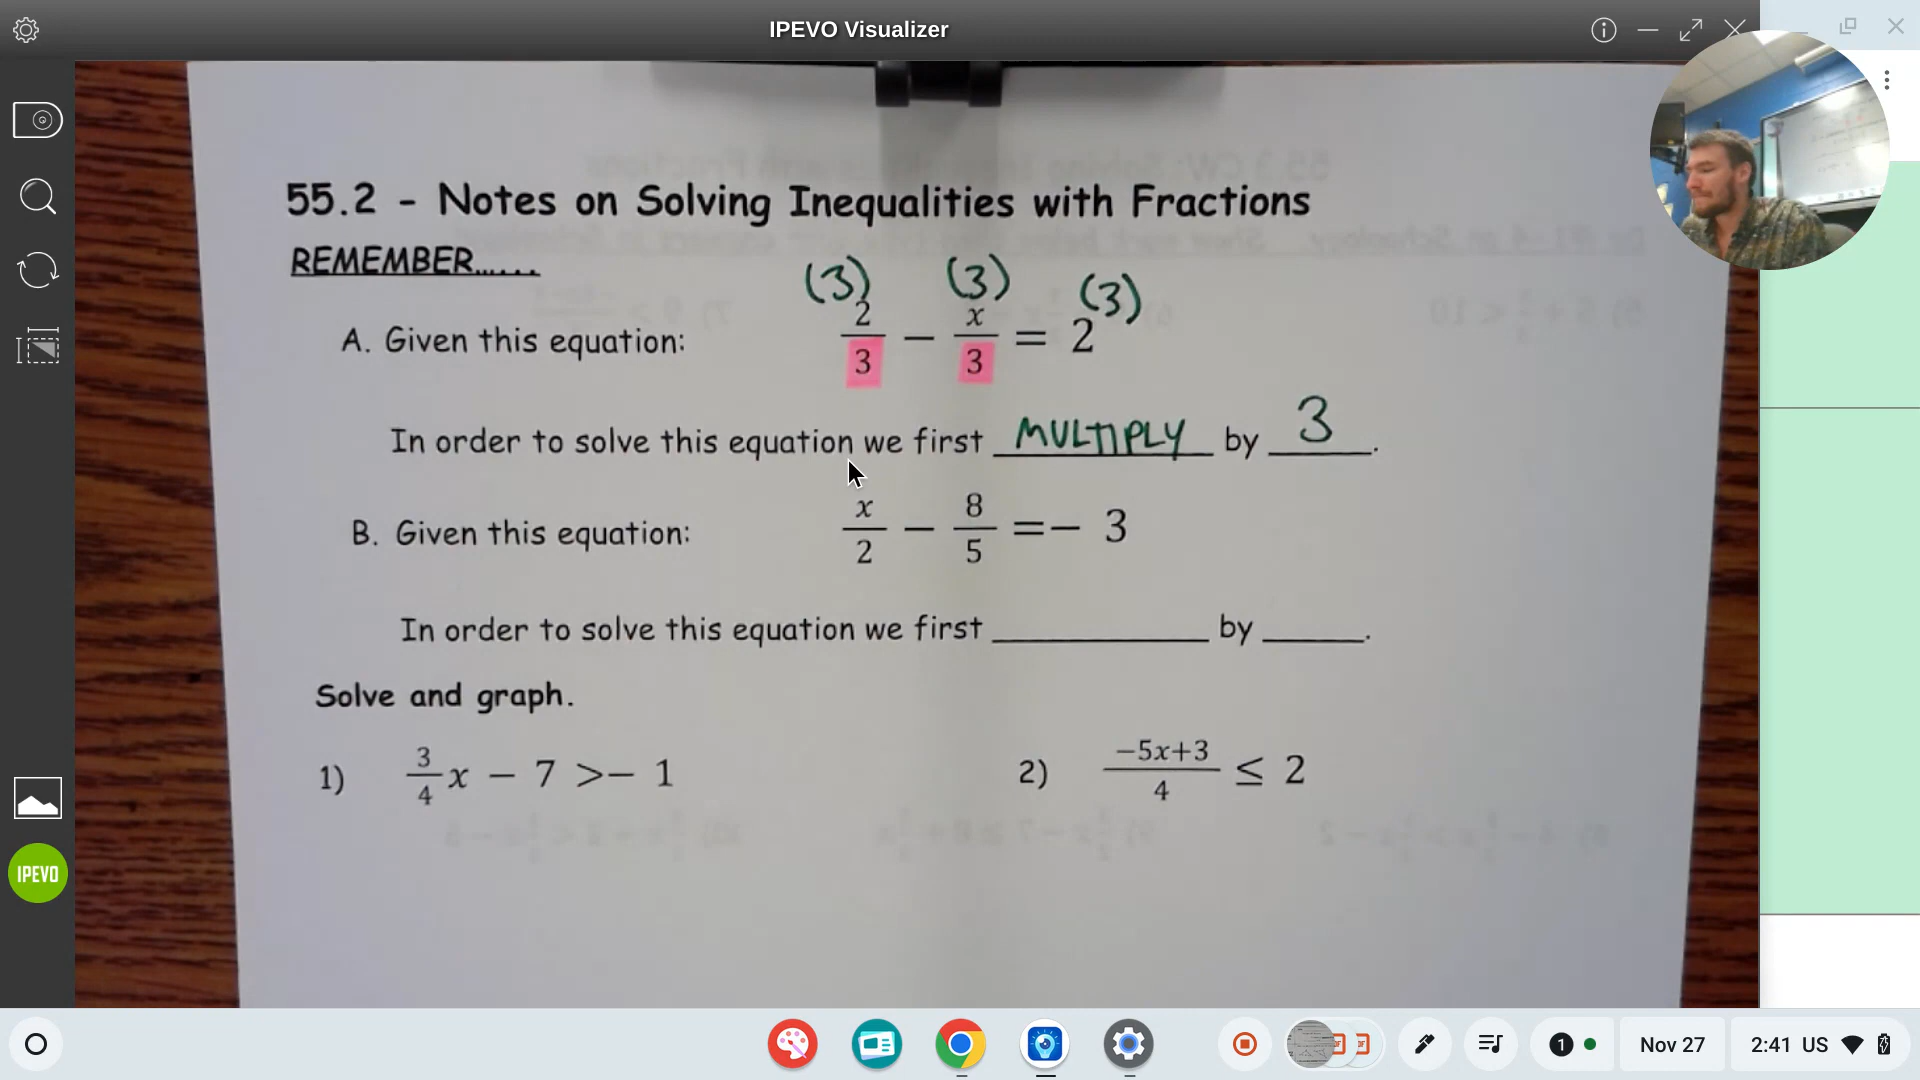 IPEVO Visualizer
55.2 - Notes on Solving Inequalities with Fractions
REMEMBER......
(3) (3) (3)
A. Given this equation: 2/3 − x/3 = 2
In order to solve this equation we first MULTIPLY by 3.
B. Given this equation: x/2 − 8/5 =− 3
In order to solve this equation we first ____________ by ______.
Solve and graph.
1) 3/4 x − 7 >− 1
2) −5x+3/4 ≤ 2
IPEVO
1
Nov 27
2:41 US